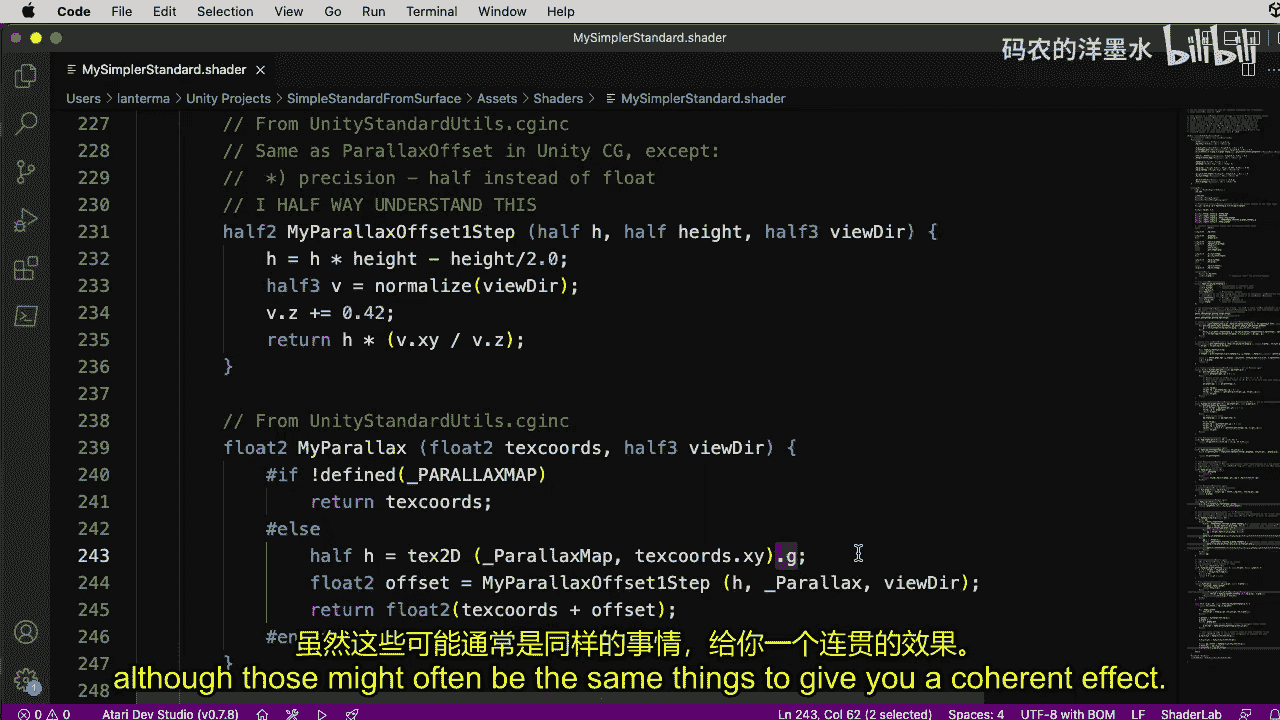 Code File Edit Selection View Go Run Terminal Window Help
MySimplerStandard.shader
码农的洋墨水 bilibili
MySimplerStandard.shader
Users > lanterma > Unity Projects > SimpleStandardFromSurface > Assets > Shaders > MySimplerStandard.shader
227 // From UnityStandardUtils.cginc
228 // Same as ParallaxOffset in Unity CG, except:
229 // *) precision - half instead of float
230 // I HALF WAY UNDERSTAND THIS
231 half2 MyParallaxOffset1Step (half h, half height, half3 viewDir) {
232 h = h * height - height/2.0;
233 half3 v = normalize(viewDir);
234 v.z += 0.42;
235 return h * (v.xy / v.z);
236 }
237
238 // From UnityStandardUtils.cginc
239 float2 MyParallax (float2 texcoords, half3 viewDir) {
240 #if !defined(_PARALLAXMAP)
241 return texcoords;
242 #else
243 half h = tex2D (_ParallaxMap, texcoords.xy).g;
244 float2 offset = MyParallaxOffset1Step (h, _Parallax, viewDir);
245 return float2(texcoords + offset);
虽然这些可能通常是同样的事情，给你一个连贯的效果。
although those might often be the same things to give you a coherent effect.
0 0 Atari Dev Studio (v0.7.8) Ln 243, Col 62 (2 selected) Spaces: 4 UTF-8 with BOM LF ShaderLab